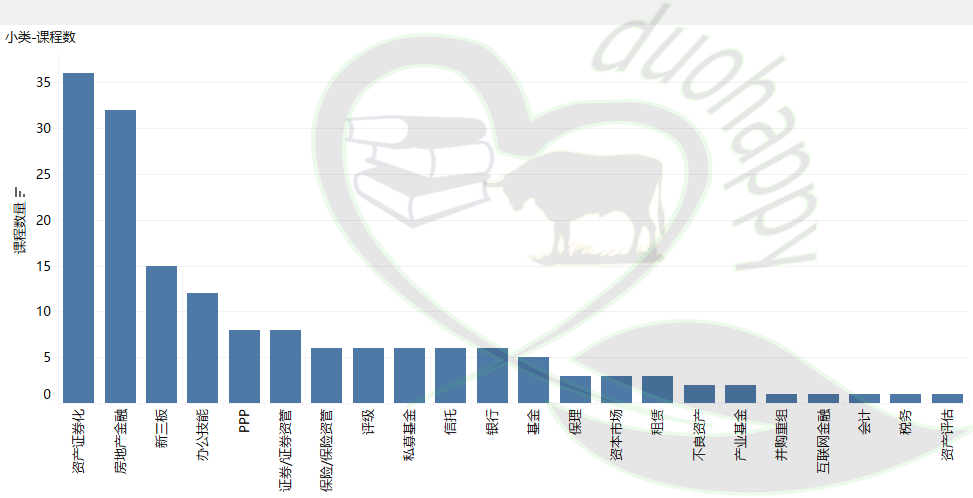 小类-课程数
duohappy
课程数量
35
30
25
20
15
10
5
0
资产证券化
房地产金融
新三板
办公技能
PPP
证券/证券资管
保险/保险资管
评级
私募基金
信托
银行
基金
保理
资本市场
租赁
不良资产
产业基金
并购重组
互联网金融
会计
税务
资产评估